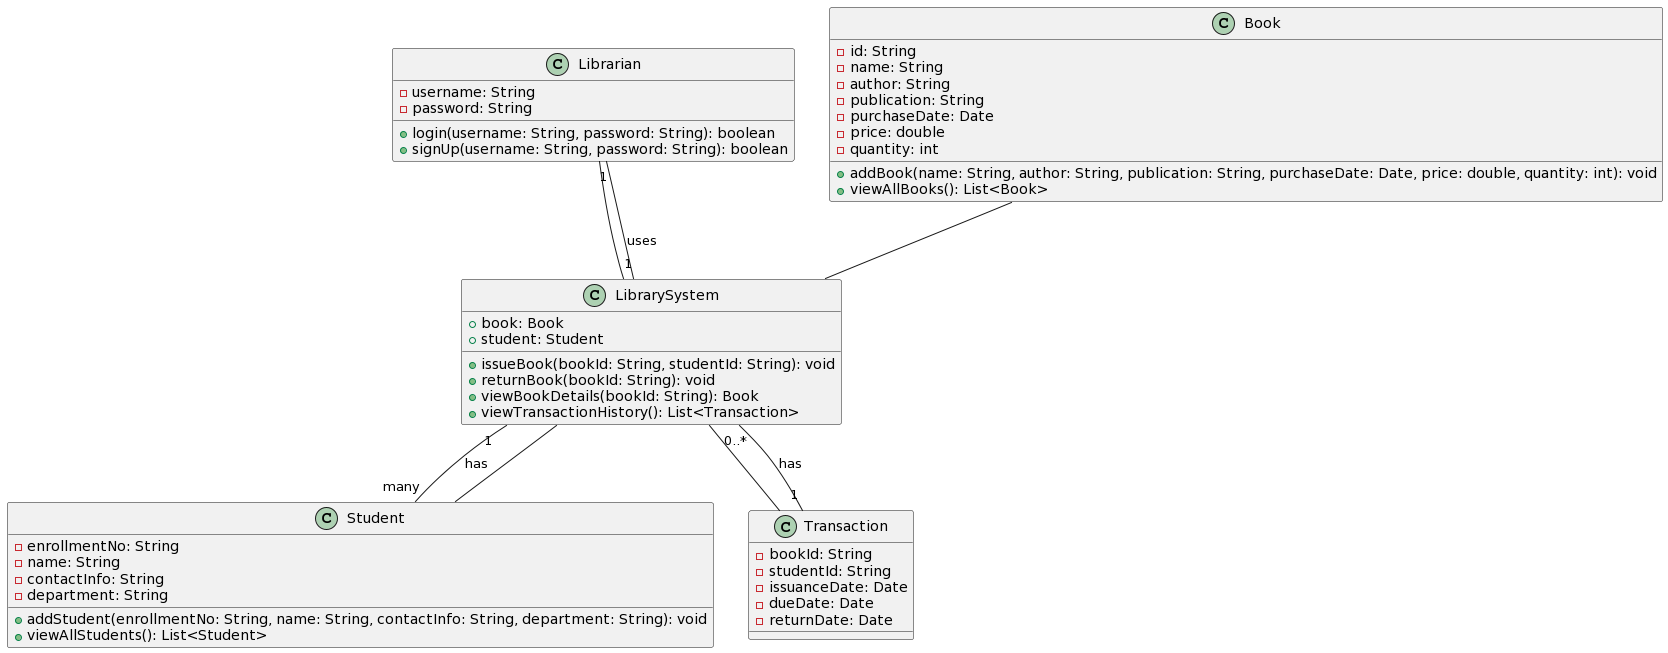 C Librarian
username: String
password: String
login(username: String, password: String): boolean
signUp(username: String, password: String): boolean
C Book
id: String
name: String
author: String
publication: String
purchaseDate: Date
price: double
quantity: int
addBook(name: String, author: String, publication: String, purchaseDate: Date, price: double, quantity: int): void
viewAllBooks(): List<Book>
1
uses
1
C LibrarySystem
book: Book
student: Student
issueBook(bookId: String, studentId: String): void
returnBook(bookId: String): void
viewBookDetails(bookId: String): Book
viewTransactionHistory(): List<Transaction>
1
has
many
0..*
has
1
C Student
enrollmentNo: String
name: String
contactInfo: String
department: String
addStudent(enrollmentNo: String, name: String, contactInfo: String, department: String): void
viewAllStudents(): List<Student>
C Transaction
bookId: String
studentId: String
issuanceDate: Date
dueDate: Date
returnDate: Date